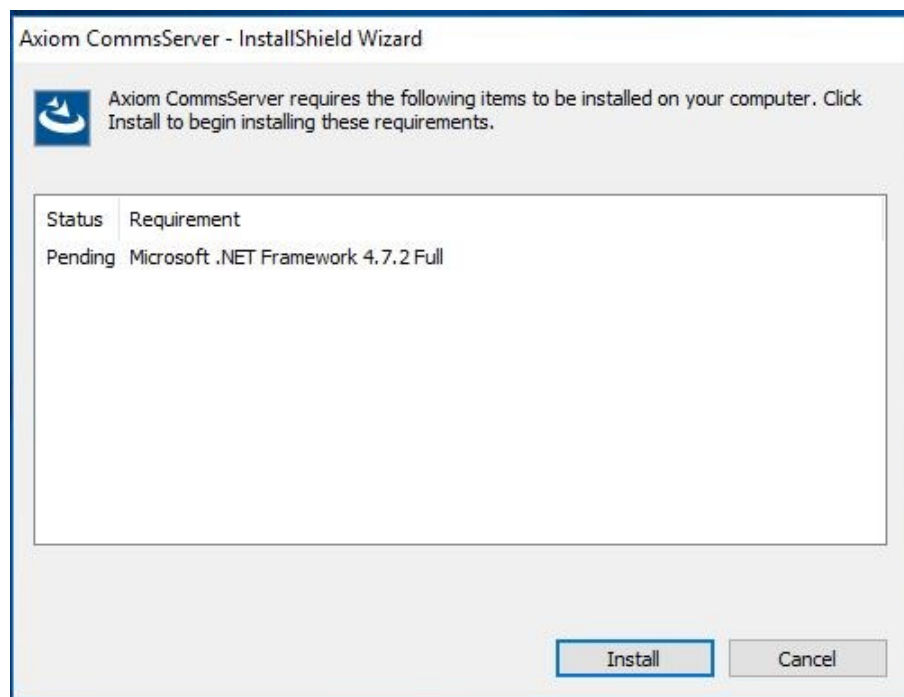 Axiom CommsServer - InstallShield Wizard
Axiom CommsServer requires the following items to be installed on your computer. Click
Install to begin installing these requirements.
Status Requirement
Pending Microsoft .NET Framework 4.7.2 Full
Install Cancel